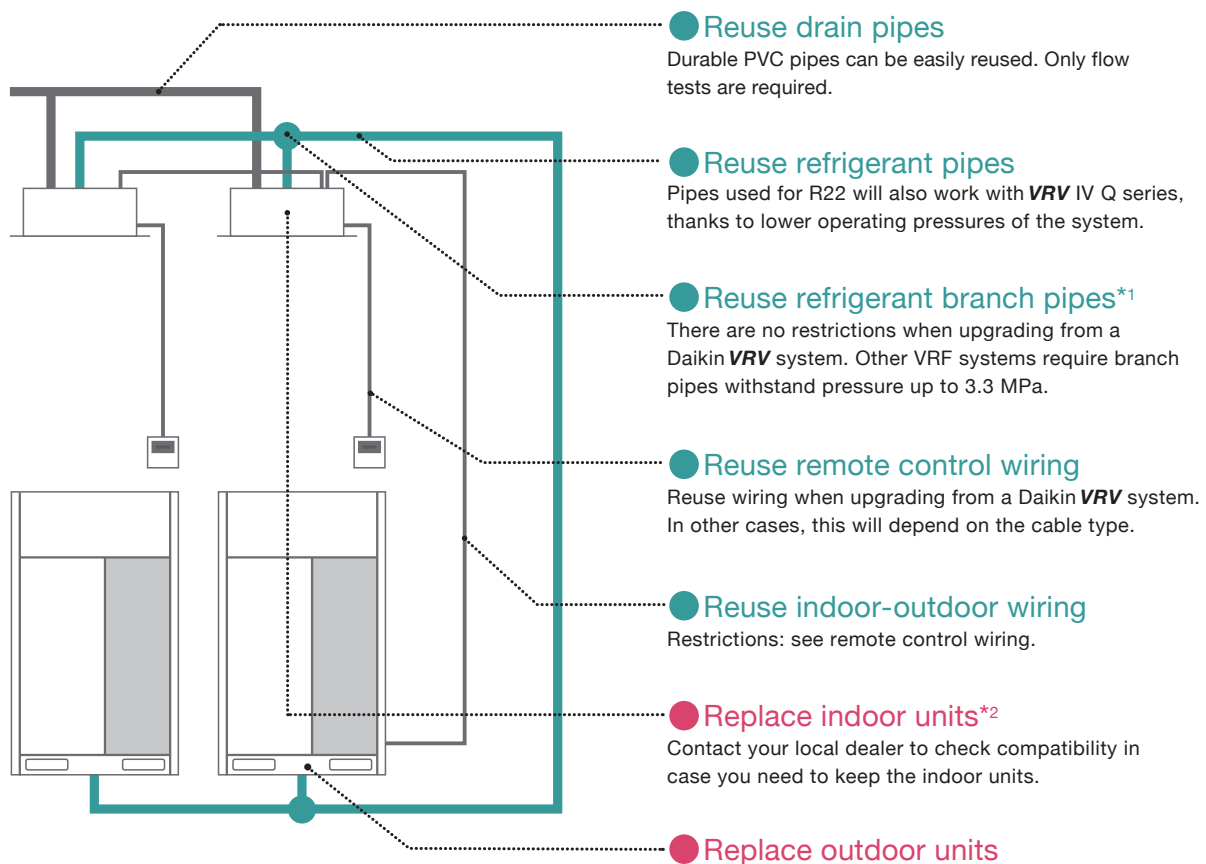 Reuse drain pipes
Durable PVC pipes can be easily reused. Only flow
tests are required.
Reuse refrigerant pipes
Pipes used for R22 will also work with VRV IV Q series,
thanks to lower operating pressures of the system.
Reuse refrigerant branch pipes*1
There are no restrictions when upgrading from a
Daikin VRV system. Other VRF systems require branch
pipes withstand pressure up to 3.3 MPa.
Reuse remote control wiring
Reuse wiring when upgrading from a Daikin VRV system.
In other cases, this will depend on the cable type.
Reuse indoor-outdoor wiring
Restrictions: see remote control wiring.
Replace indoor units*2
Contact your local dealer to check compatibility in
case you need to keep the indoor units.
Replace outdoor units